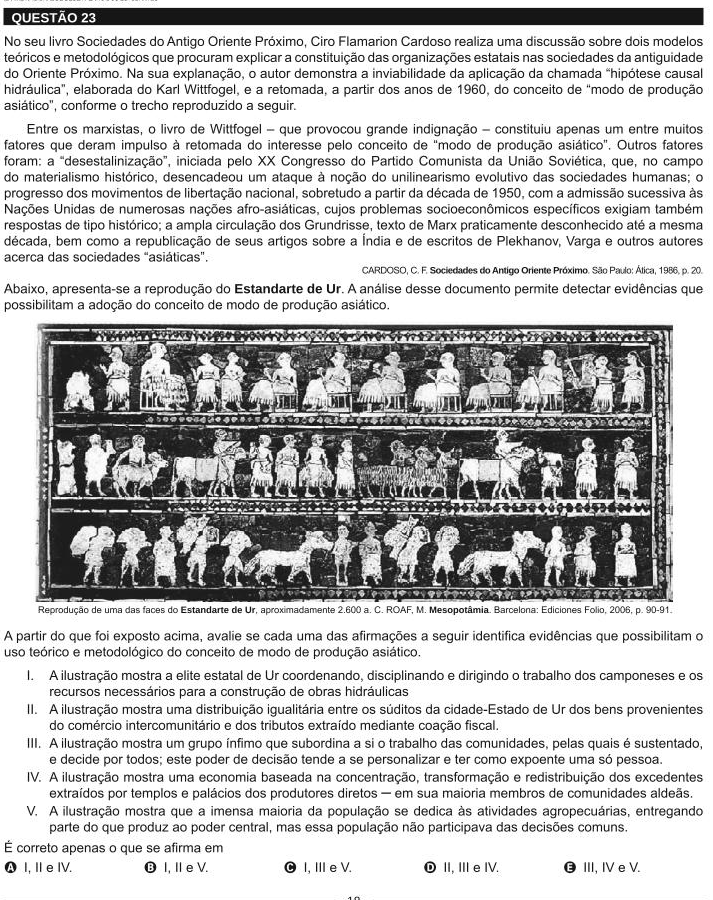 QUESTÃO 23
No seu livro Sociedades do Antigo Oriente Próximo, Ciro Flamarion Cardoso realiza uma discussão sobre dois modelos
teóricos e metodológicos que procuram explicar a constituição das organizações estatais nas sociedades da antiguidade
do Oriente Próximo. Na sua explanação, o autor demonstra a inviabilidade da aplicação da chamada “hipótese causal
hidráulica”, elaborada do Karl Wittfogel, e a retomada, a partir dos anos de 1960, do conceito de “modo de produção
asiático”, conforme o trecho reproduzido a seguir.
Entre os marxistas, o livro de Wittfogel – que provocou grande indignação – constituiu apenas um entre muitos
fatores que deram impulso à retomada do interesse pelo conceito de “modo de produção asiático”. Outros fatores
foram: a “desestalinização”, iniciada pelo XX Congresso do Partido Comunista da União Soviética, que, no campo
do materialismo histórico, desencadeou um ataque à noção do unilinearismo evolutivo das sociedades humanas; o
progresso dos movimentos de libertação nacional, sobretudo a partir da década de 1950, com a admissão sucessiva às
Nações Unidas de numerosas nações afro-asiáticas, cujos problemas socioeconômicos específicos exigiam também
respostas de tipo histórico; a ampla circulação dos Grundrisse, texto de Marx praticamente desconhecido até a mesma
década, bem como a republicação de seus artigos sobre a Índia e de escritos de Plekhanov, Varga e outros autores
acerca das sociedades “asiáticas”.
CARDOSO, C. F. Sociedades do Antigo Oriente Próximo. São Paulo: Ática, 1986, p. 20.
Abaixo, apresenta-se a reprodução do Estandarte de Ur. A análise desse documento permite detectar evidências que
possibilitam a adoção do conceito de modo de produção asiático.
Reprodução de uma das faces do Estandarte de Ur, aproximadamente 2.600 a. C. ROAF, M. Mesopotâmia. Barcelona: Ediciones Folio, 2006, p. 90-91.
A partir do que foi exposto acima, avalie se cada uma das afirmações a seguir identifica evidências que possibilitam o
uso teórico e metodológico do conceito de modo de produção asiático.
I. A ilustração mostra a elite estatal de Ur coordenando, disciplinando e dirigindo o trabalho dos camponeses e os
recursos necessários para a construção de obras hidráulicas
II. A ilustração mostra uma distribuição igualitária entre os súditos da cidade-Estado de Ur dos bens provenientes
do comércio intercomunitário e dos tributos extraído mediante coação fiscal.
III. A ilustração mostra um grupo ínfimo que subordina a si o trabalho das comunidades, pelas quais é sustentado,
e decide por todos; este poder de decisão tende a se personalizar e ter como expoente uma só pessoa.
IV. A ilustração mostra uma economia baseada na concentração, transformação e redistribuição dos excedentes
extraídos por templos e palácios dos produtores diretos — em sua maioria membros de comunidades aldeãs.
V. A ilustração mostra que a imensa maioria da população se dedica às atividades agropecuárias, entregando
parte do que produz ao poder central, mas essa população não participava das decisões comuns.
É correto apenas o que se afirma em
A I, II e IV. B I, II e V. C I, III e V. D II, III e IV. E III, IV e V.